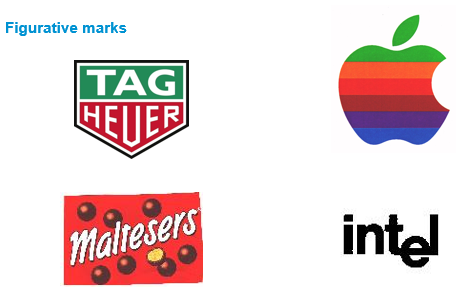 Figurative marks
TAG
HEUER
Maltesers
intel